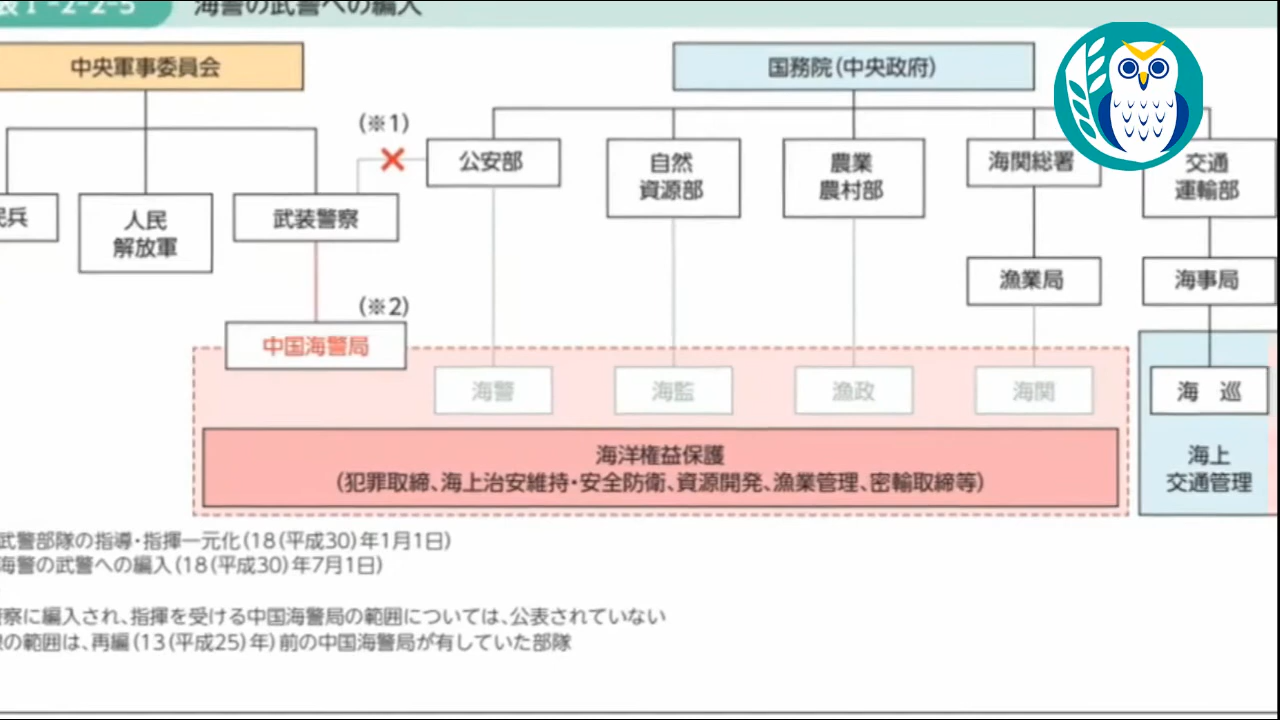 表Ⅰ-2-2-5 海警の武警への編入
中央軍事委員会
国務院(中央政府)
(※1)
公安部
自然
資源部
農業
農村部
海関総署
交通
運輸部
民兵
人民
解放軍
武装警察
漁業局
海事局
(※2)
中国海警局
海警
海監
漁政
海関
海 巡
海洋権益保護
(犯罪取締、海上治安維持・安全防衛、資源開発、漁業管理、密輸取締等)
海上
交通管理
武警部隊の指導・指揮一元化(18(平成30)年1月1日)
海警の武警への編入(18(平成30)年7月1日)
警察に編入され、指揮を受ける中国海警局の範囲については、公表されていない
の範囲は、再編(13(平成25)年)前の中国海警局が有していた部隊